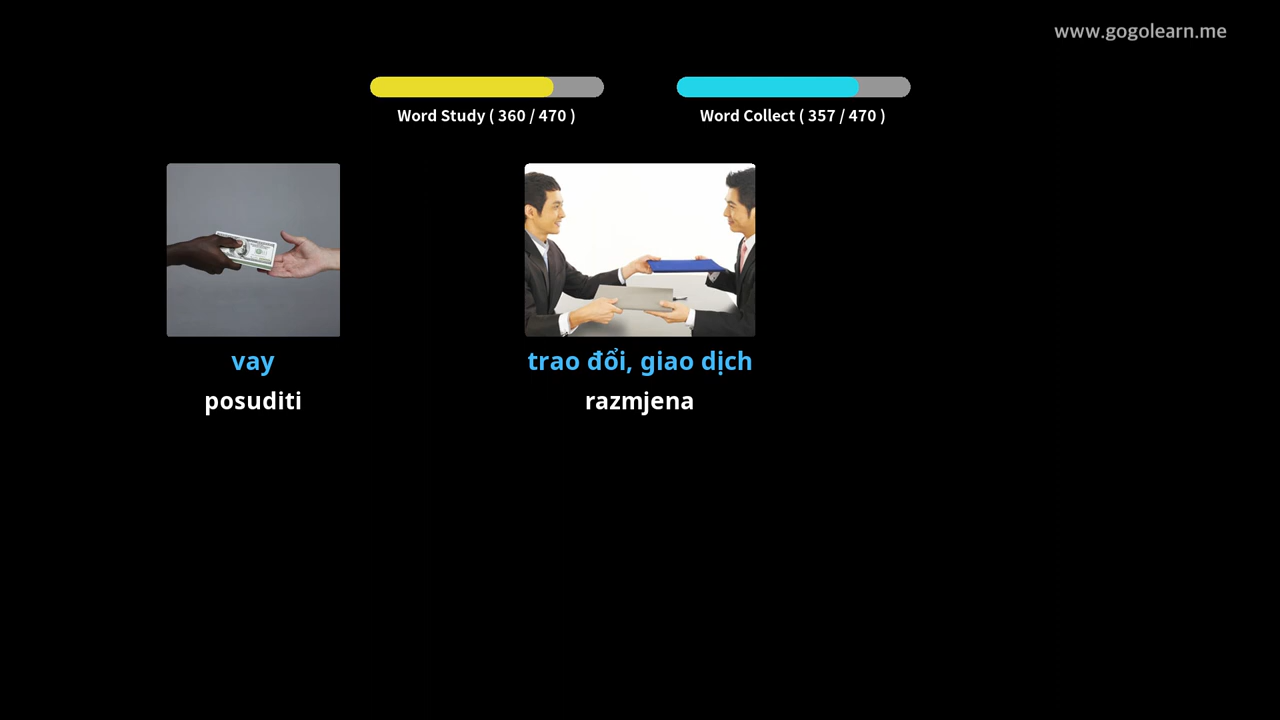 www.gogolearn.me
Word Study ( 360 / 470 )
Word Collect ( 357 / 470 )
vay
posuditi
trao đổi, giao dịch
razmjena